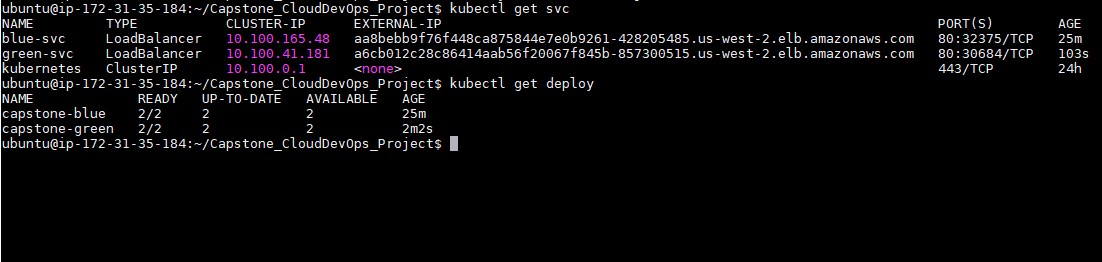 ubuntu@ip-172-31-35-184:~/Capstone_CloudDevOps_Project$ kubectl get svc
NAME TYPE CLUSTER-IP EXTERNAL-IP PORT(S) AGE
blue-svc LoadBalancer 10.100.165.48 aa8bebb9f76f448ca875844e7e0b9261-428205485.us-west-2.elb.amazonaws.com 80:32375/TCP 25m
green-svc LoadBalancer 10.100.41.181 a6cb012c28c86414aab56f20067f845b-857300515.us-west-2.elb.amazonaws.com 80:30684/TCP 103s
kubernetes ClusterIP 10.100.0.1 <none> 443/TCP 24h
ubuntu@ip-172-31-35-184:~/Capstone_CloudDevOps_Project$ kubectl get deploy
NAME READY UP-TO-DATE AVAILABLE AGE
capstone-blue 2/2 2 2 25m
capstone-green 2/2 2 2 2m2s
ubuntu@ip-172-31-35-184:~/Capstone_CloudDevOps_Project$